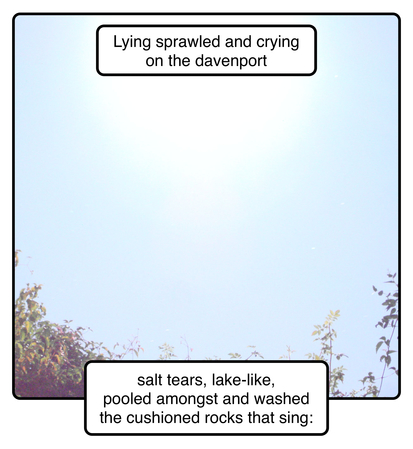 Lying sprawled and crying
on the davenport
salt tears, lake-like,
pooled amongst and washed
the cushioned rocks that sing: